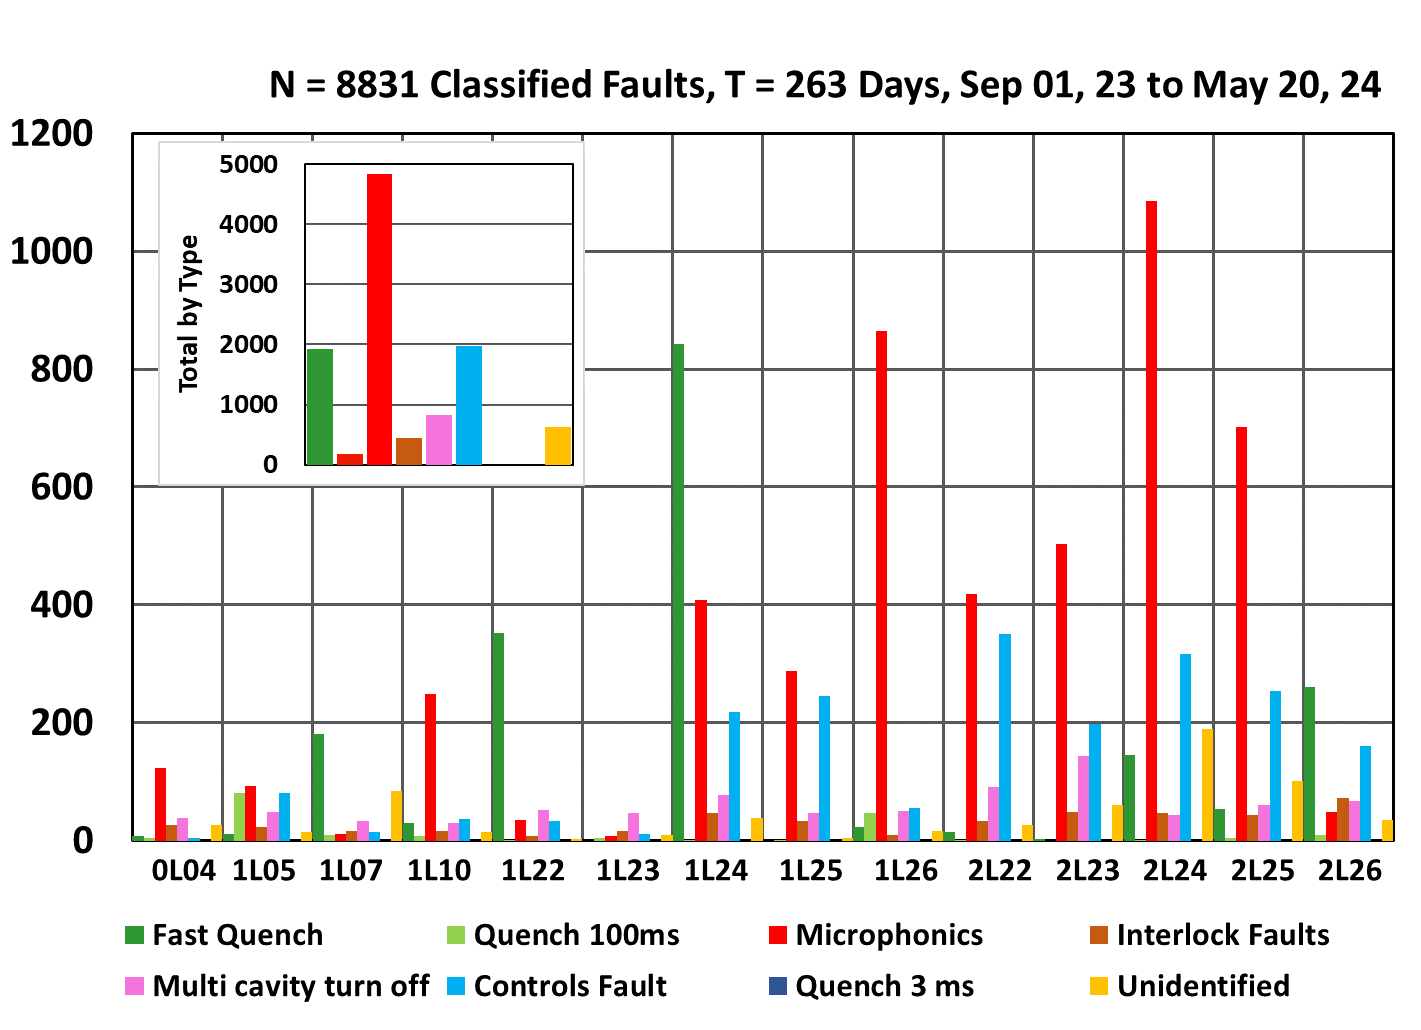 N = 8831 Classified Faults, T = 263 Days, Sep 01, 23 to May 20, 24
1200
1000
800
600
400
200
0
Total by Type
5000
4000
3000
2000
1000
0
0L04 1L05 1L07 1L10 1L22 1L23 1L24 1L25 1L26 2L22 2L23 2L24 2L25 2L26
Fast Quench Quench 100ms Microphonics Interlock Faults
Multi cavity turn off Controls Fault Quench 3 ms Unidentified